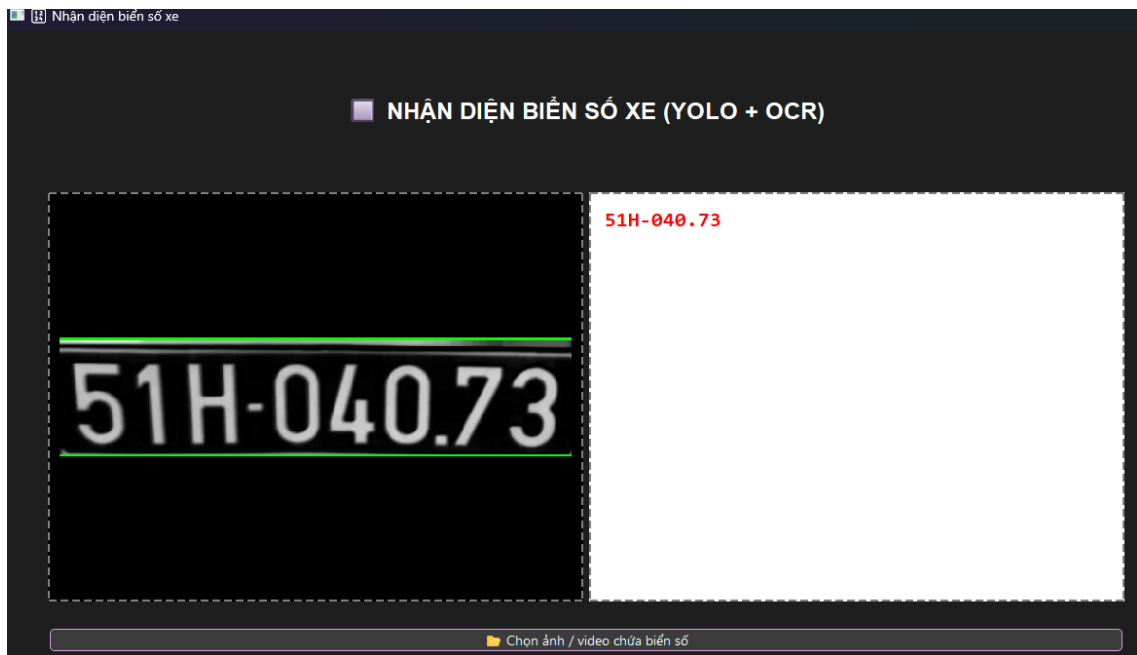 Nhận diện biển số xe
NHẬN DIỆN BIỂN SỐ XE (YOLO + OCR)
51H-040.73
51H-040.73
Chọn ảnh / video chứa biển số